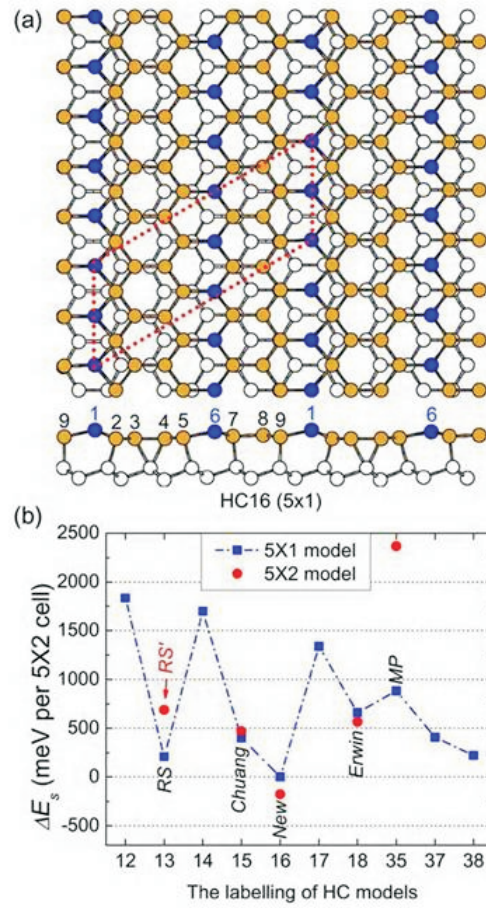 (a)
9 1 2 3 4 5 6 7 8 9 1 6
HC16 (5x1)
(b)
2500
2000
1500
1000
500
0
-500
ΔEs (meV per 5X2 cell)
5X1 model
5X2 model
RS'
RS
Chuang
New
Erwin
MP
12 13 14 15 16 17 18 35 37 38
The labelling of HC models